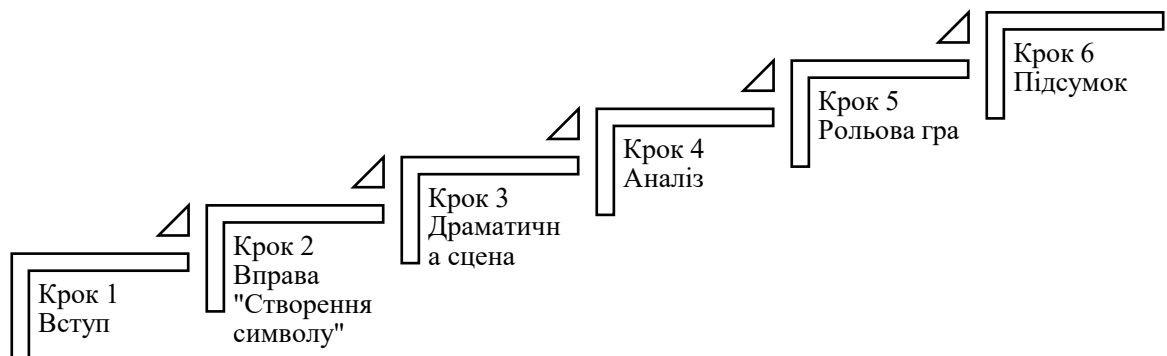 Крок 1
Вступ
Крок 2
Вправа
"Створення
символу"
Крок 3
Драматичн
а сцена
Крок 4
Аналіз
Крок 5
Рольова гра
Крок 6
Підсумок